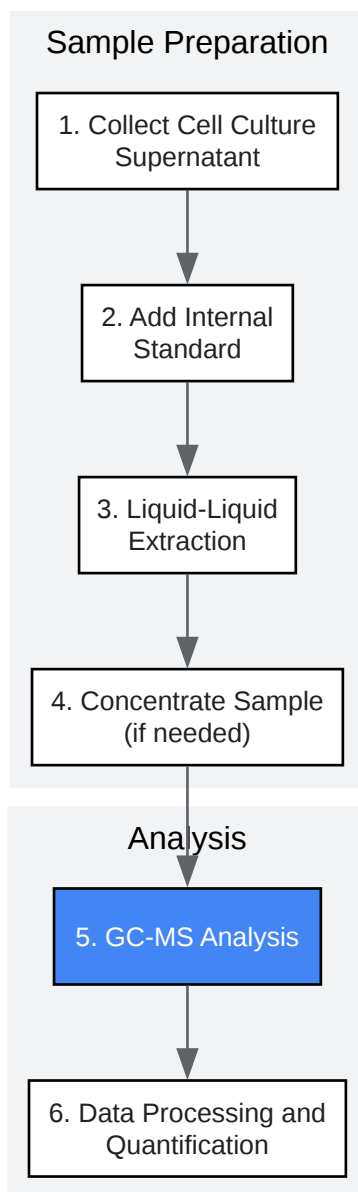 Sample Preparation
1. Collect Cell Culture
Supernatant
2. Add Internal
Standard
3. Liquid-Liquid
Extraction
4. Concentrate Sample
(if needed)
Analysis
5. GC-MS Analysis
6. Data Processing and
Quantification